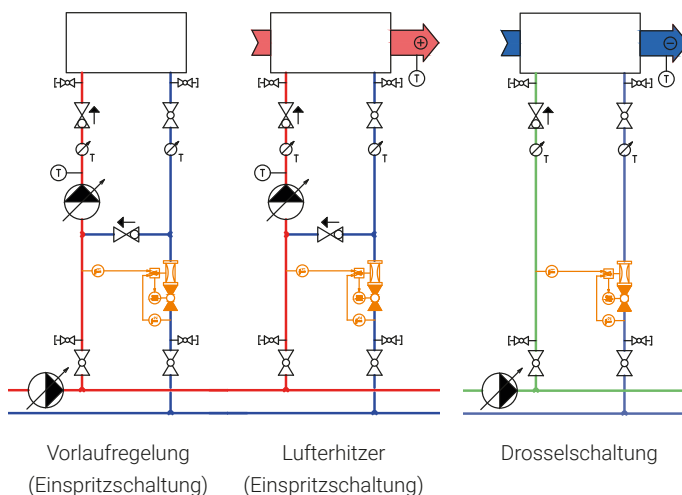 +
−
T
T
T
T
T
T
T
T
T
T
Vorlaufregelung
(Einspritzschaltung)
Lufterhitzer
(Einspritzschaltung)
Drosselschaltung